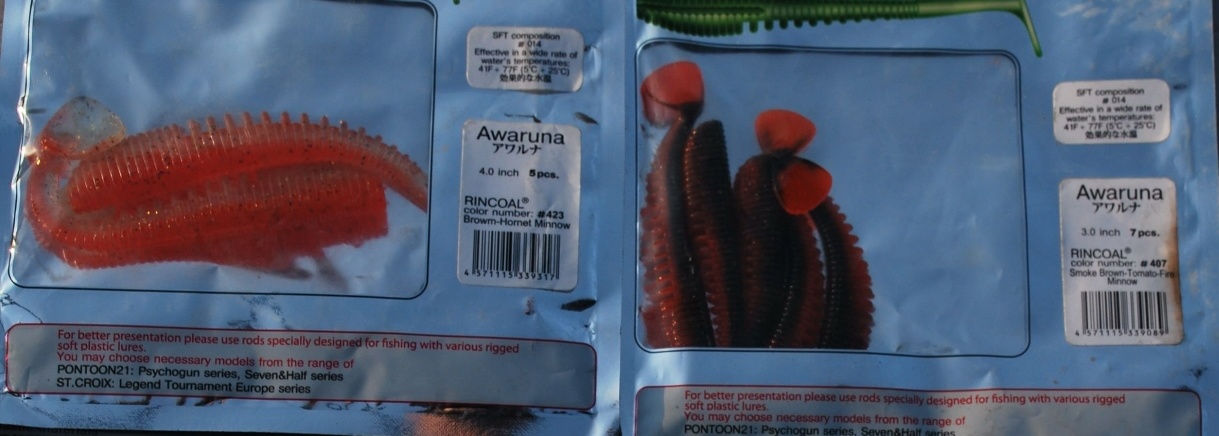 SFT composition
# 014
Effective in a wide rate of
water's temperatures:
41F ÷ 77F (5°C ÷ 25°C)
効果的な水温
Awaruna
アワルナ
4.0 inch 5pcs.
RINCOAL®
color number: #423
Browm-Hornet Minnow
4 571115 339317
For better presentation please use rods specially designed for fishing with various rigged
soft plastic lures.
You may choose necessary models from the range of
PONTOON21: Psychogun series, Seven&Half series
ST.CROIX: Legend Tournament Europe series
SFT composition
# 014
Effective in a wide rate of
water's temperatures:
41F ÷ 77F (5°C ÷ 25°C)
効果的な水温
Awaruna
アワルナ
3.0 inch 7pcs.
RINCOAL®
color number: # 407
Smoke Brown-Tomato-Fire
Minnow
4 571115 339089
For better presentation please use rods specially designed for fishing with various rigged
soft plastic lures.
You may choose necessary models from the range of
PONTOON21: Psychogun series, Seven&Half series